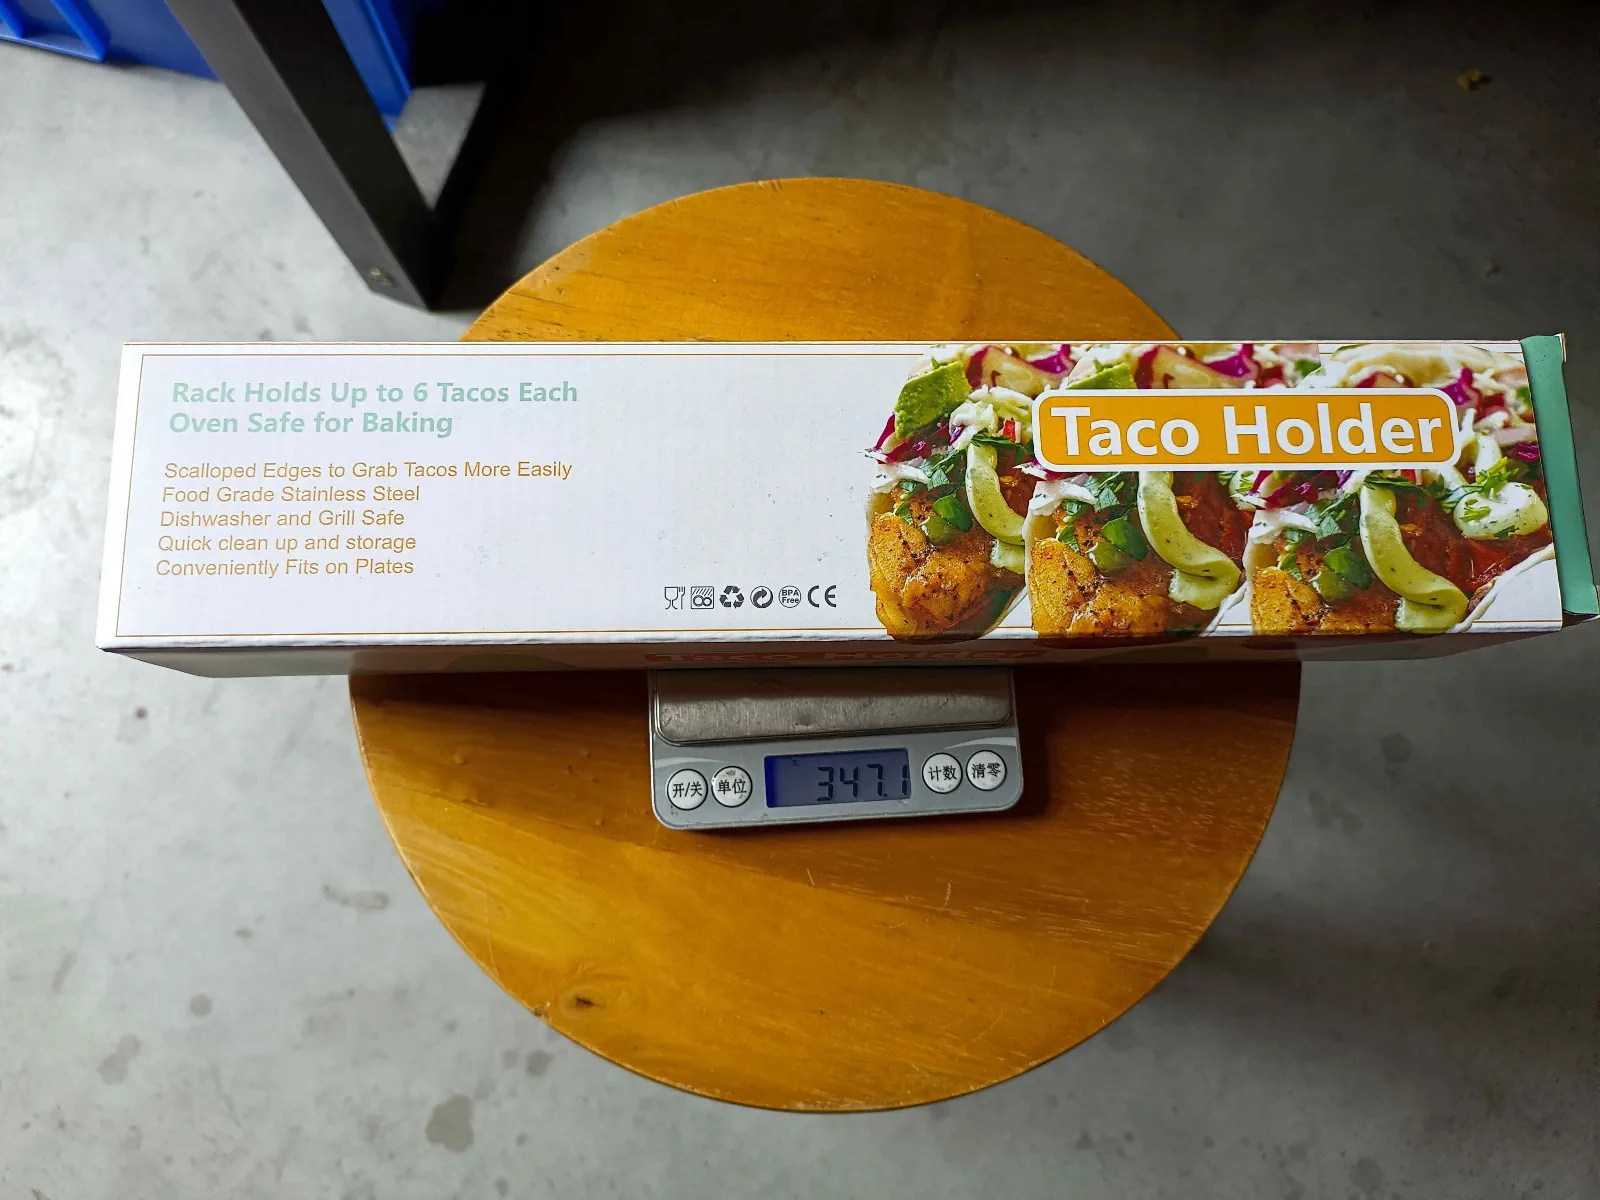 Rack Holds Up to 6 Tacos Each
Oven Safe for Baking
Scalloped Edges to Grab Tacos More Easily
Food Grade Stainless Steel
Dishwasher and Grill Safe
Quick clean up and storage
Conveniently Fits on Plates
BPA
Free
CE
Taco Holder
Taco Holder
开/关
单位
347.1
计数
清零